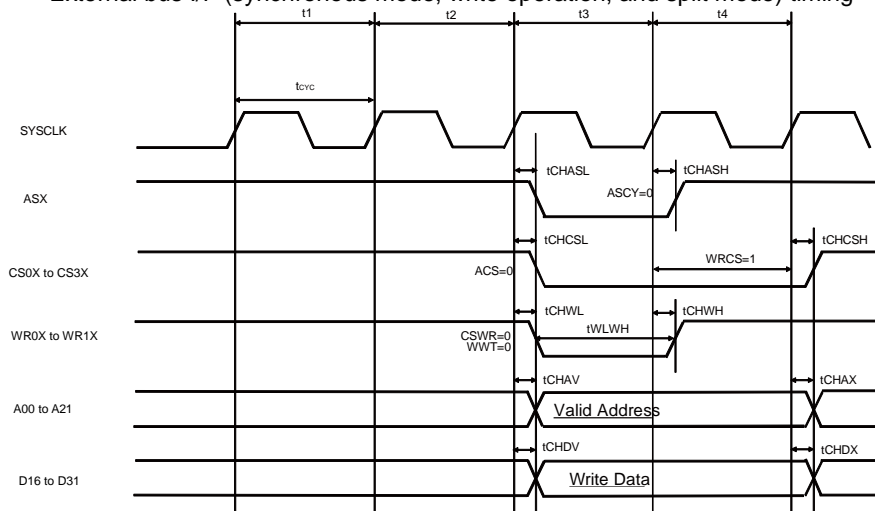 External bus I/F (synchronous mode, write operation, and split mode) timing
t1 t2 t3 t4
tCYC
SYSCLK
tCHASL tCHASH
ASCY=0
ASX
tCHCSL tCHCSH
WRCS=1
ACS=0
CS0X to CS3X
tCHWL tCHWH
tWLWH
WR0X to WR1X
CSWR=0
WWT=0
tCHAV tCHAX
A00 to A21
Valid Address
tCHDV tCHDX
D16 to D31
Write Data